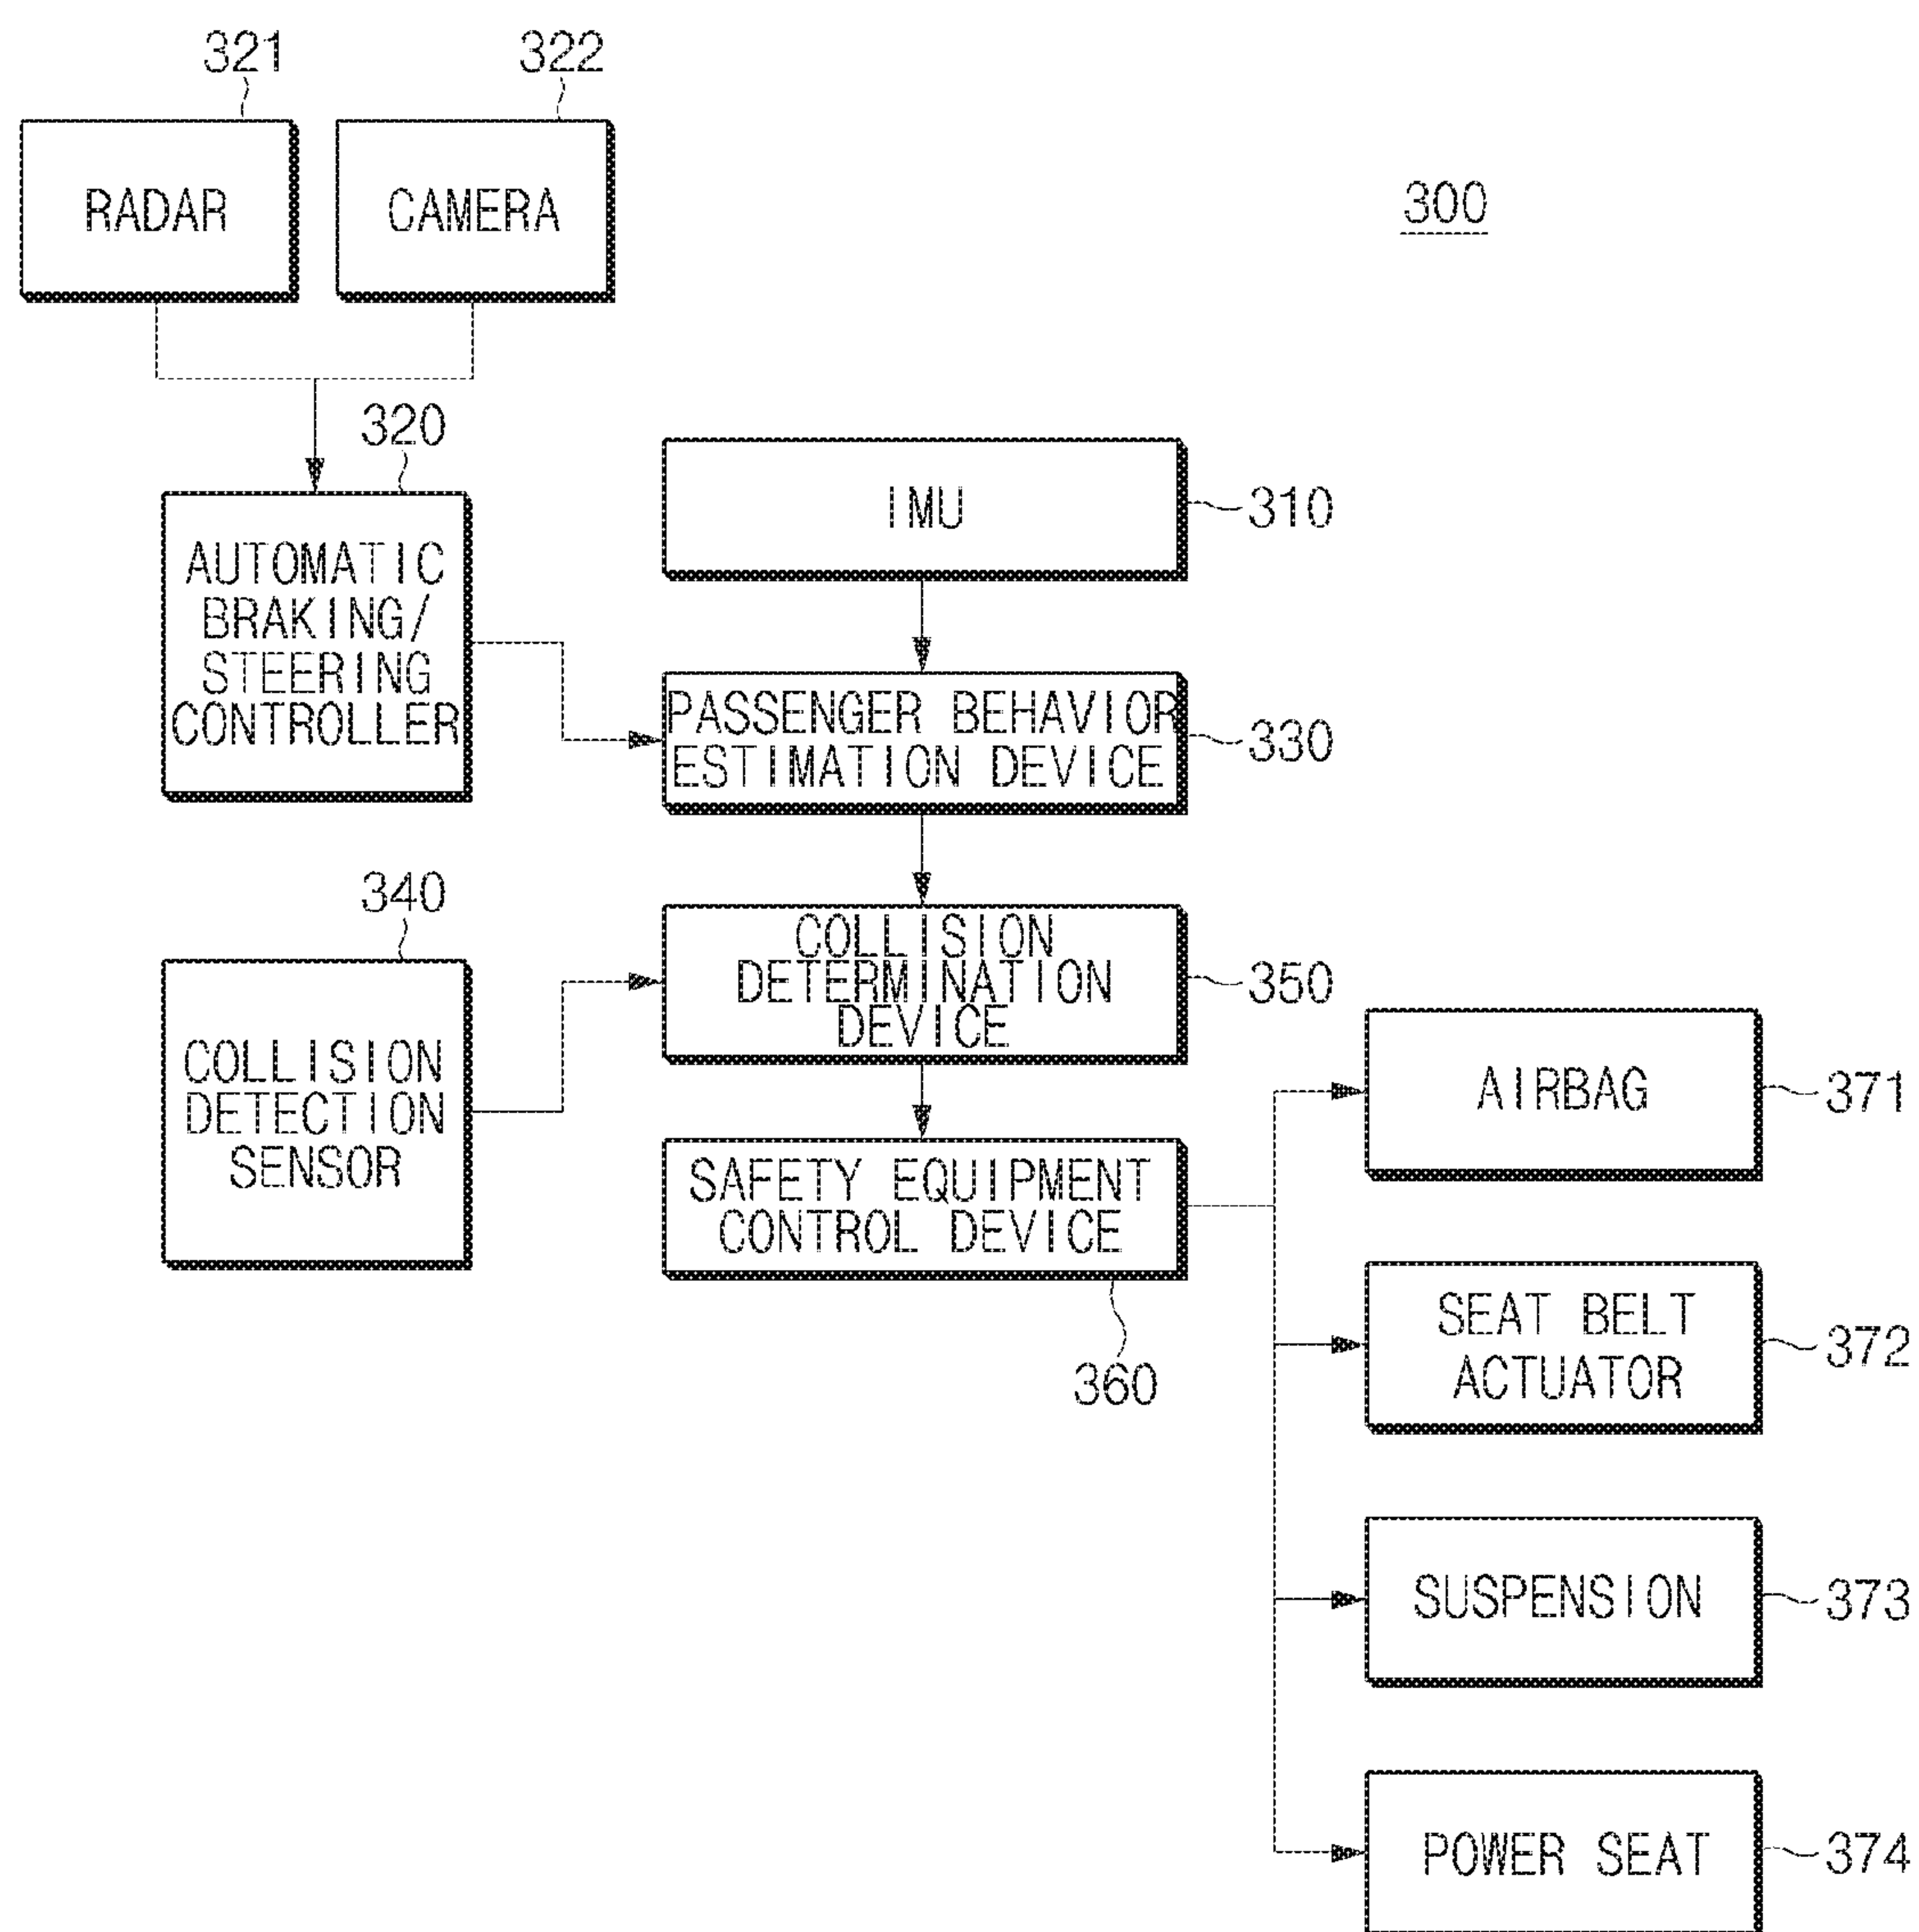 321
322
RADAR
CAMERA
300
320
AUTOMATIC
BRAKING/
STEERING
CONTROLLER
IMU
310
PASSENGER BEHAVIOR
ESTIMATION DEVICE
330
340
COLLISION
DETECTION
SENSOR
COLLISION
DETERMINATION
DEVICE
350
SAFETY EQUIPMENT
CONTROL DEVICE
360
AIRBAG
371
SEAT BELT
ACTUATOR
372
SUSPENSION
373
POWER SEAT
374